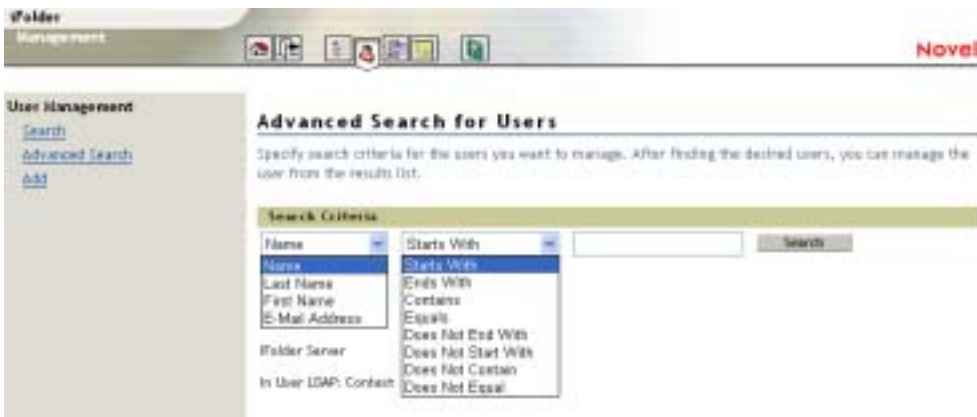 iFolder
Management
Novel
User Management
Search
Advanced Search
Add
Advanced Search for Users
Specify search criteria for the users you want to manage. After finding the desired users, you can manage the
user from the results list.
Search Criteria
Name
Starts With
Search
Name
Last Name
First Name
E-Mail Address
Starts With
Ends With
Contains
Equals
Does Not End With
Does Not Start With
Does Not Contain
Does Not Equal
iFolder Server
In User LDAP: Context